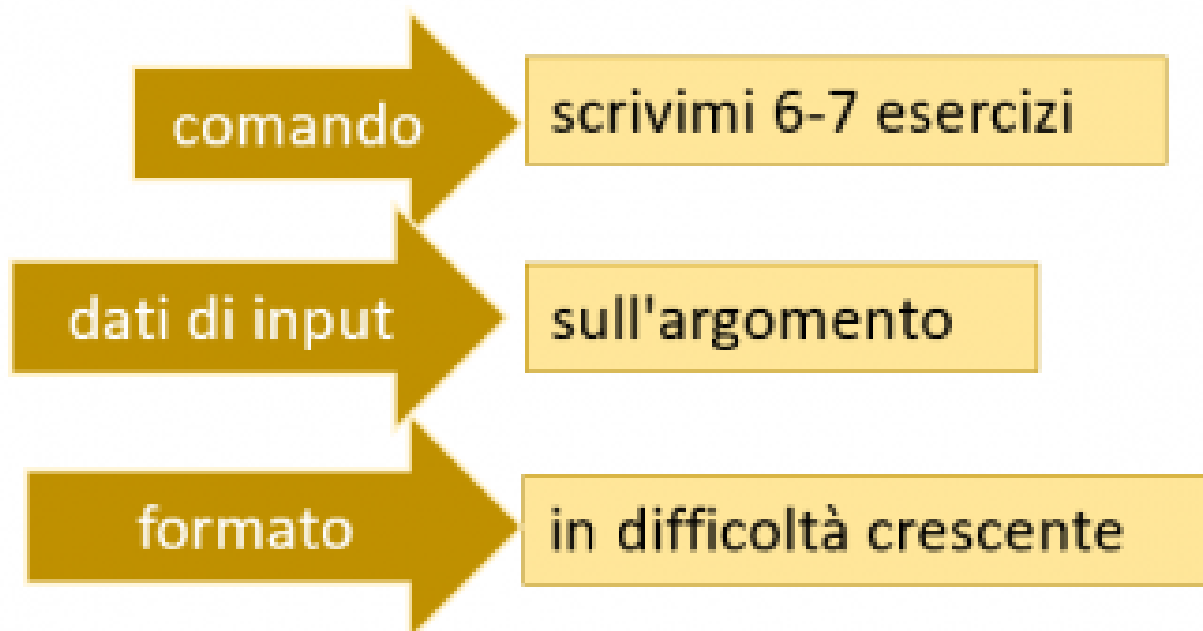 comando
scrivimi 6-7 esercizi
dati di input
sull'argomento
formato
in difficoltà crescente